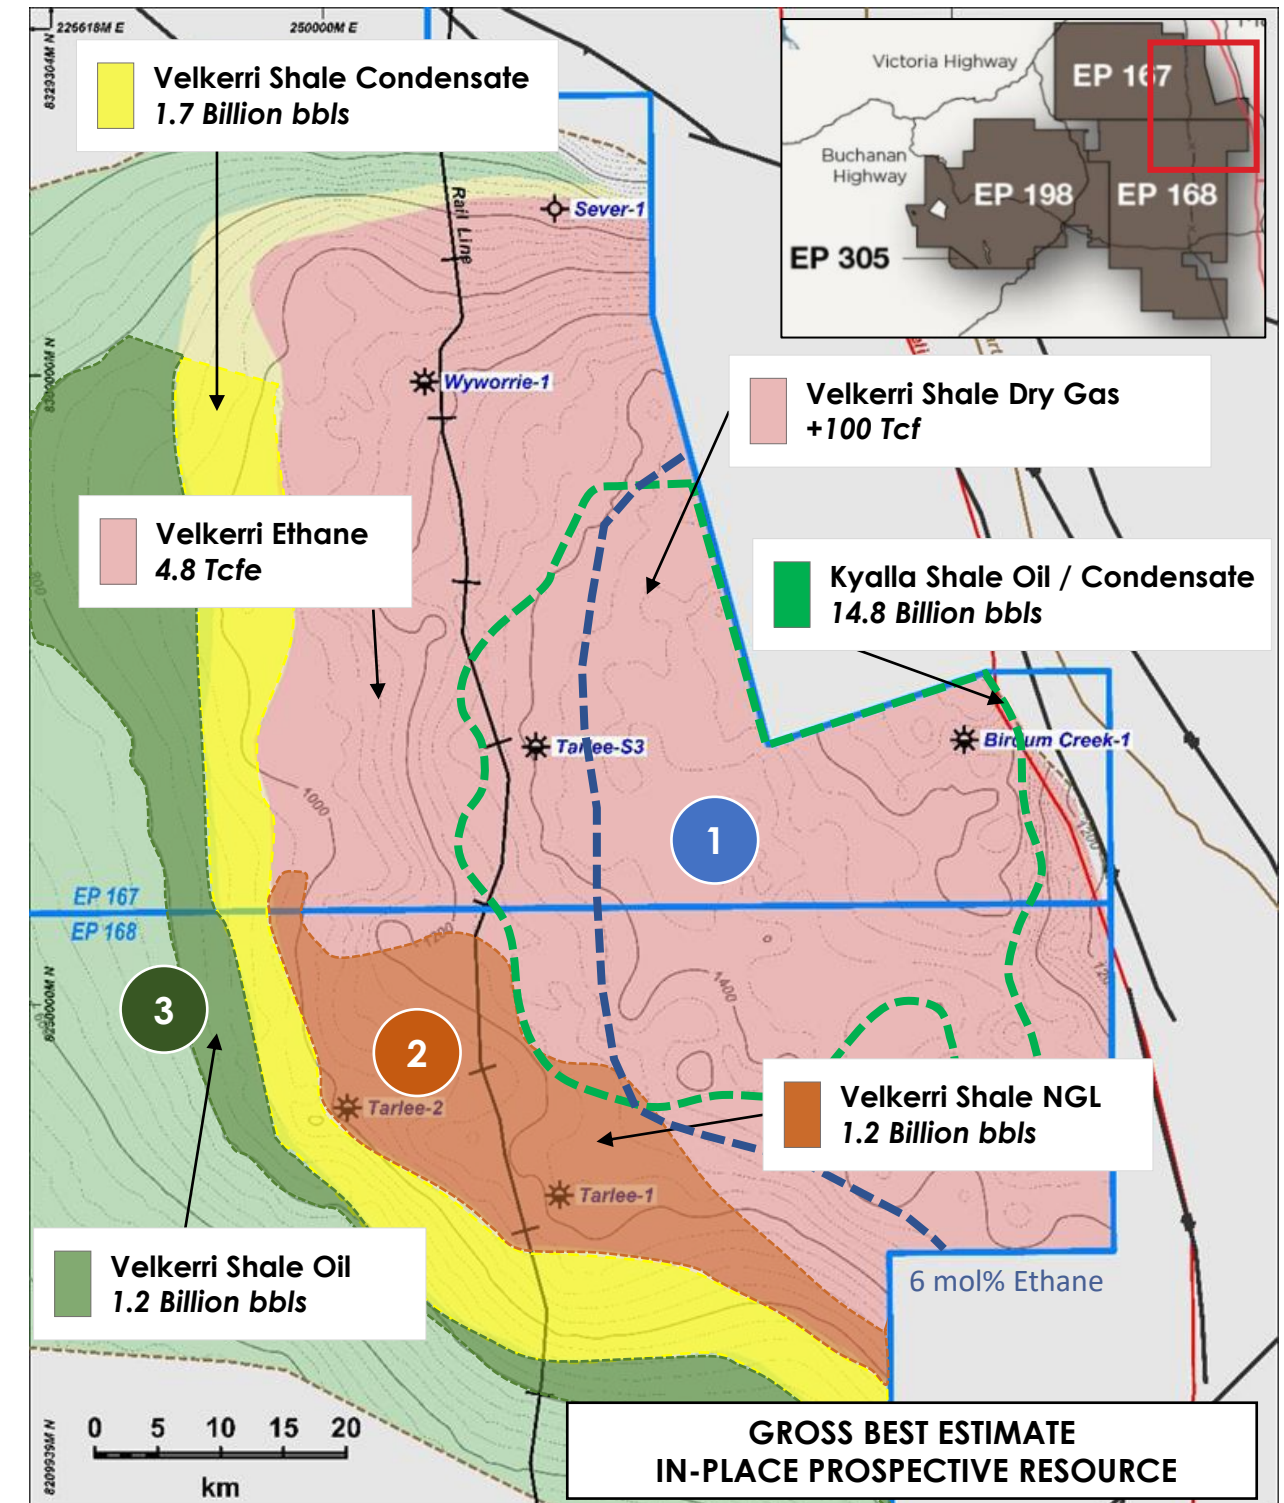 226618M E
250000M E
8329304M N
Velkerri Shale Condensate
1.7 Billion bbls
Victoria Highway
EP 167
Buchanan
Highway
EP 198
EP 168
EP 305
Rail Line
Sever-1
Wyworrie-1
Velkerri Shale Dry Gas
+100 Tcf
Velkerri Ethane
4.8 Tcfe
Kyalla Shale Oil / Condensate
14.8 Billion bbls
Tarlee-S3
Birdum Creek-1
1000
1200
1
EP 167
EP 168
1200
1400
120
8250000M N
3
2
Tarlee-2
Velkerri Shale NGL
1.2 Billion bbls
Tarlee-1
Velkerri Shale Oil
1.2 Billion bbls
6 mol% Ethane
0 5 10 15 20
km
8209939M N
GROSS BEST ESTIMATE
IN-PLACE PROSPECTIVE RESOURCE